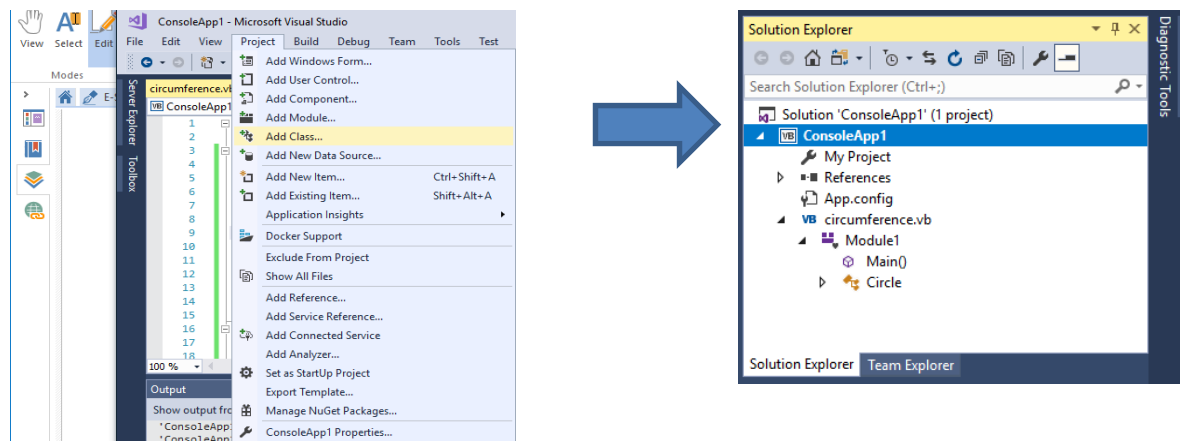 View Select Edit
Modes
E-S
ConsoleApp1 - Microsoft Visual Studio
File Edit View Project Build Debug Team Tools Test
Server Explorer
Toolbox
circumference.vb
VB ConsoleApp1
1
2
3
4
5
6
7
8
9
10
11
12
13
14
15
16
17
18
100 %
Output
Show output fro
'ConsoleApp
'ConsoleApp
Add Windows Form...
Add User Control...
Add Component...
Add Module...
Add Class...
Add New Data Source...
Add New Item... Ctrl+Shift+A
Add Existing Item... Shift+Alt+A
Application Insights
Docker Support
Exclude From Project
Show All Files
Add Reference...
Add Service Reference...
Add Connected Service
Add Analyzer...
Set as StartUp Project
Export Template...
Manage NuGet Packages...
ConsoleApp1 Properties...
Solution Explorer
Search Solution Explorer (Ctrl+;)
Solution 'ConsoleApp1' (1 project)
VB ConsoleApp1
My Project
References
App.config
VB circumference.vb
Module1
Main()
Circle
Solution Explorer Team Explorer
Diagnostic Tools